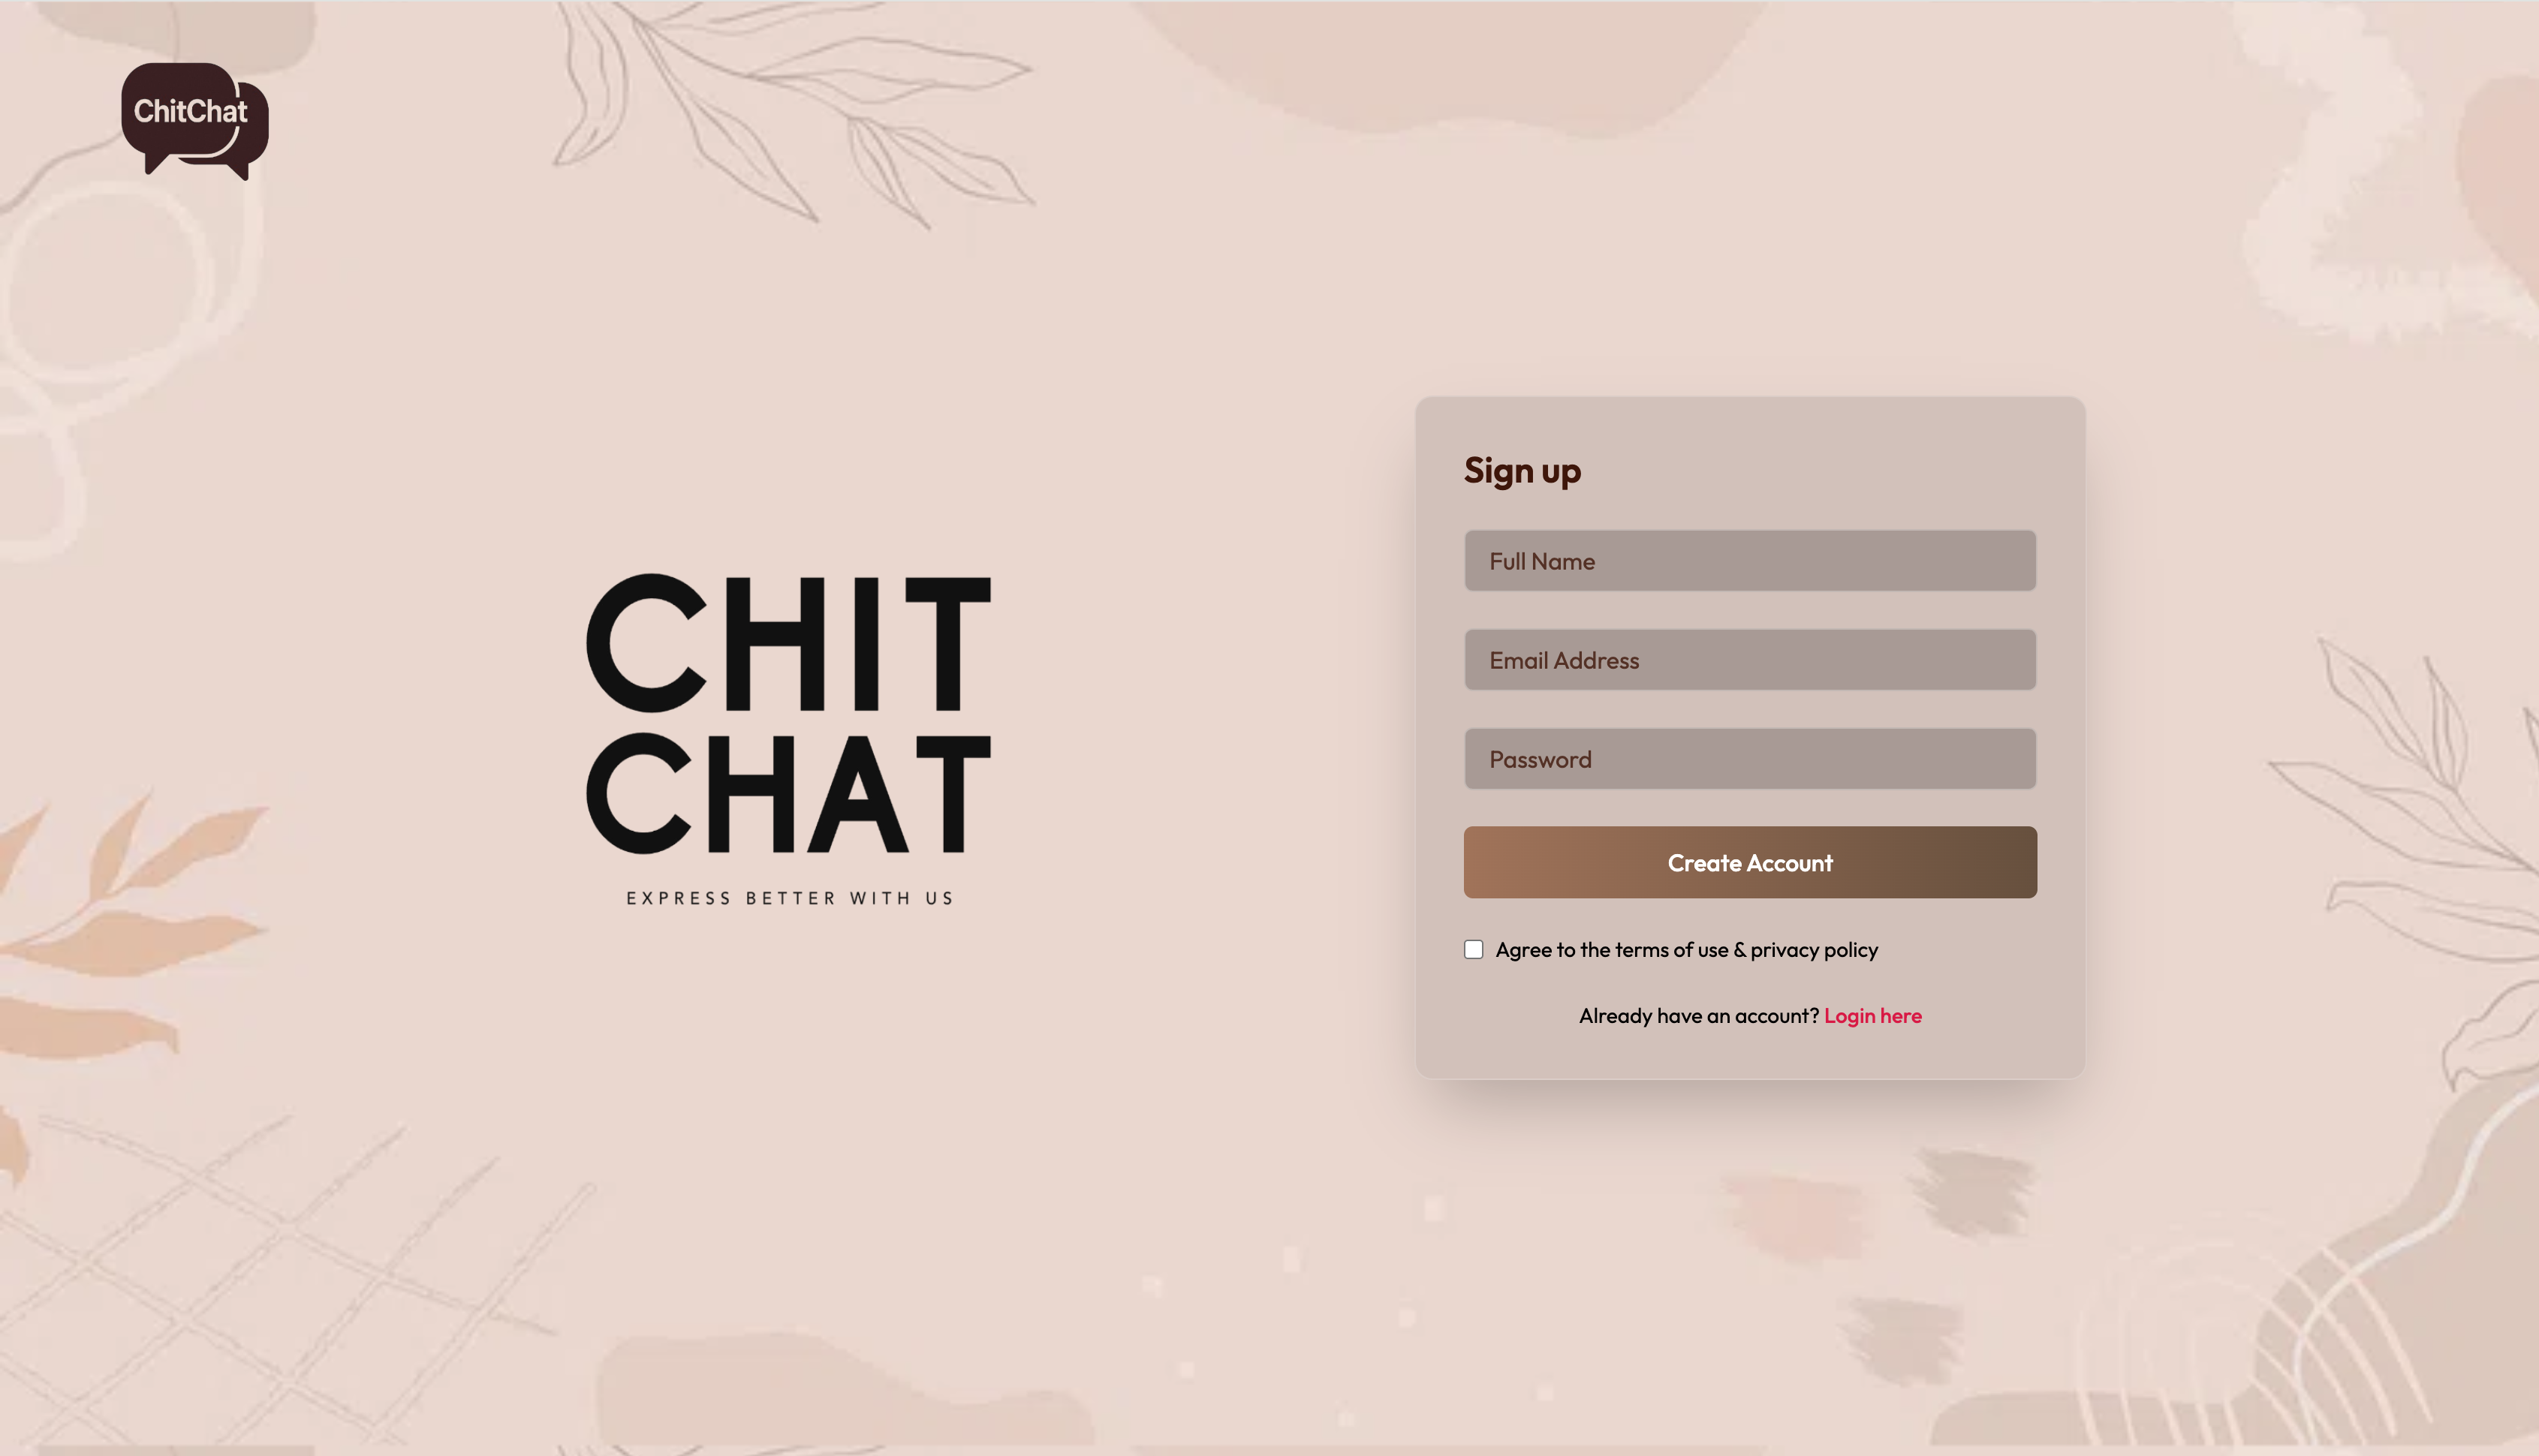 ChitChat
CHIT
CHAT
EXPRESS BETTER WITH US
Sign up
Full Name
Email Address
Password
Create Account
Agree to the terms of use & privacy policy
Already have an account? Login here